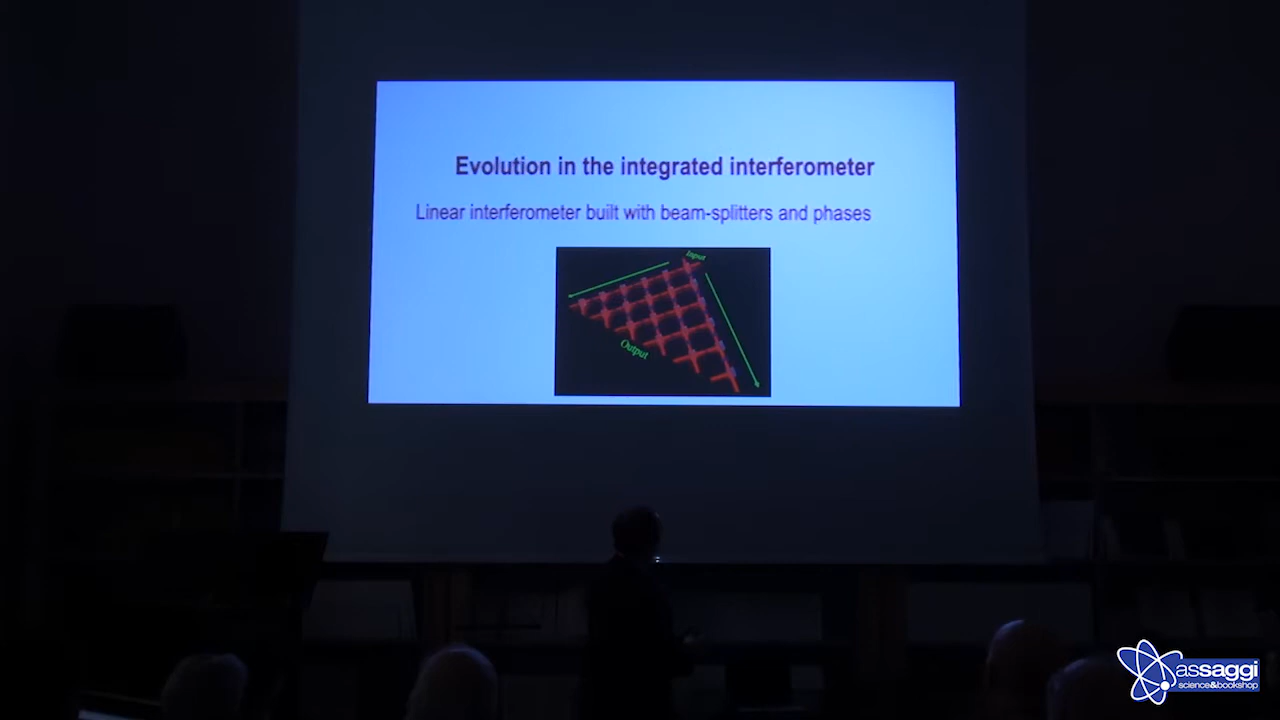 Evolution in the integrated interferometer
Linear interferometer built with beam-splitters and phases
Input
Output
assaggi
science&bookshop